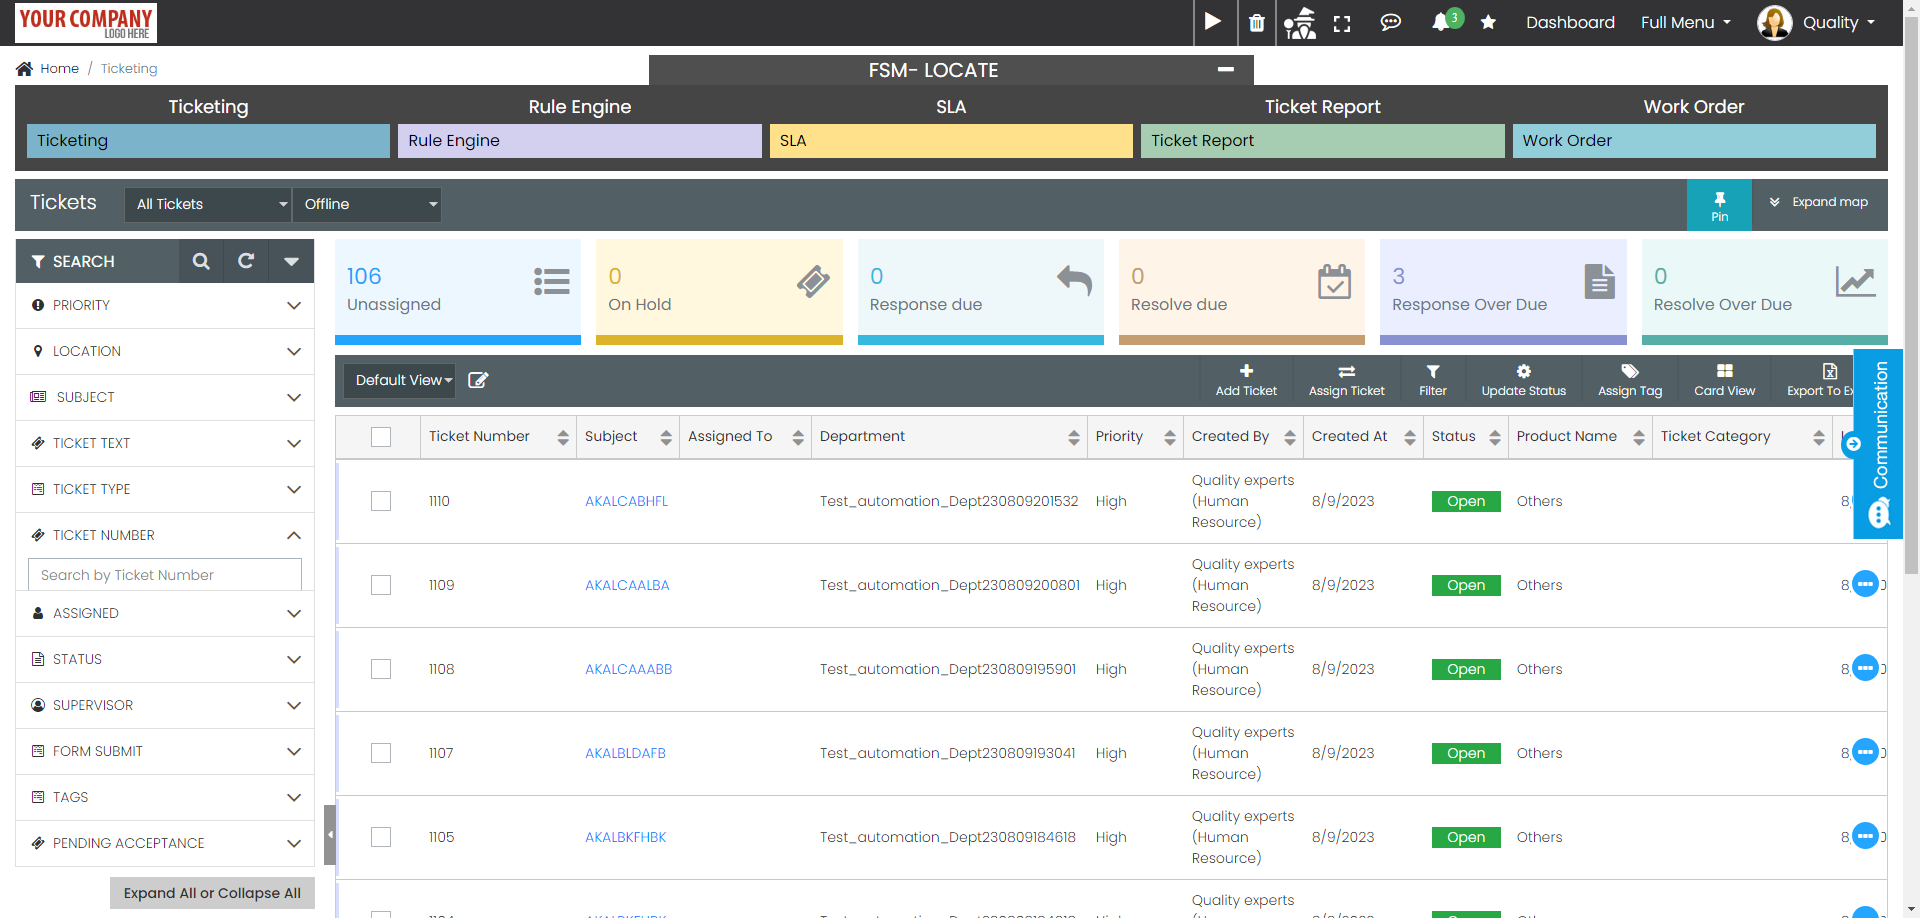 YOUR COMPANY
LOGO HERE
3
Dashboard
Full Menu
Quality
Home / Ticketing
FSM- LOCATE
Ticketing
Rule Engine
SLA
Ticket Report
Work Order
Ticketing
Rule Engine
SLA
Ticket Report
Work Order
Tickets
All Tickets
Offline
Pin
Expand map
SEARCH
PRIORITY
LOCATION
SUBJECT
TICKET TEXT
TICKET TYPE
TICKET NUMBER
Search by Ticket Number
ASSIGNED
STATUS
SUPERVISOR
FORM SUBMIT
TAGS
PENDING ACCEPTANCE
Expand All or Collapse All
106
Unassigned
0
On Hold
0
Response due
0
Resolve due
3
Response Over Due
0
Resolve Over Due
Default View
Add Ticket
Assign Ticket
Filter
Update Status
Assign Tag
Card View
Export To
Communication
Ticket Number Subject Assigned To Department Priority Created By Created At Status Product Name Ticket Category
1110 AKALCABHFL Test_automation_Dept230809201532 High Quality experts (Human Resource) 8/9/2023 Open Others
1109 AKALCAALBA Test_automation_Dept230809200801 High Quality experts (Human Resource) 8/9/2023 Open Others
1108 AKALCAAABB Test_automation_Dept230809195901 High Quality experts (Human Resource) 8/9/2023 Open Others
1107 AKALBLDAFB Test_automation_Dept230809193041 High Quality experts (Human Resource) 8/9/2023 Open Others
1105 AKALBKFHBK Test_automation_Dept230809184618 High Quality experts (Human Resource) 8/9/2023 Open Others
Quality experts